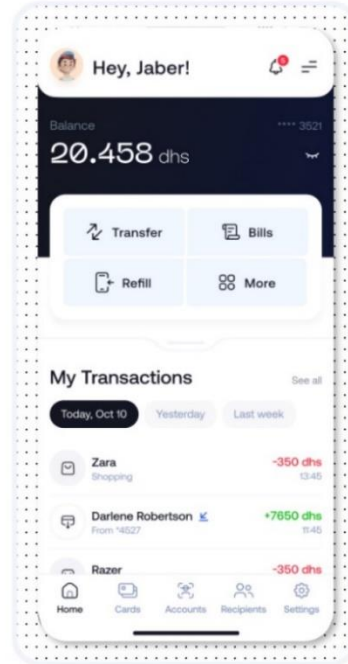 Hey, Jaber!
Balance
**** 3521
20.458 dhs
Transfer
Bills
Refill
More
My Transactions
See all
Today, Oct 10
Yesterday
Last week
Zara
-350 dhs
Shopping
13:45
Darlene Robertson
+7650 dhs
From *4527
11:45
Razer
-350 dhs
Home
Cards
Accounts
Recipients
Settings